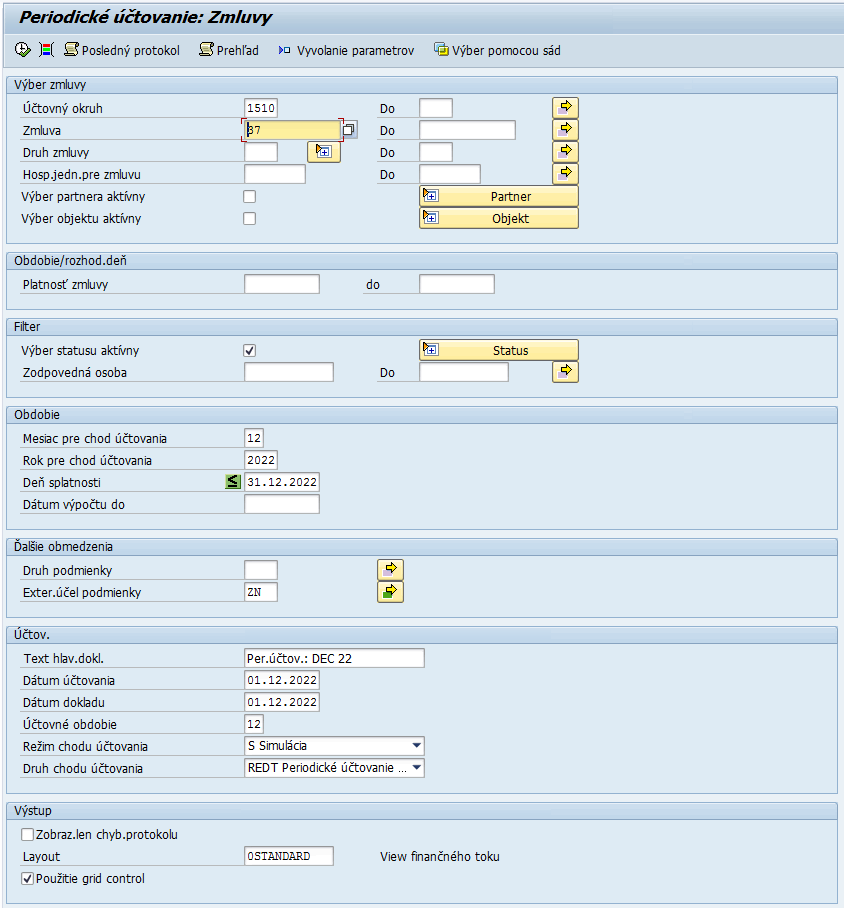 Periodické účtovanie: Zmluvy
Posledný protokol Prehľad Vyvolanie parametrov Výber pomocou sád
Výber zmluvy
Účtovný okruh 1510 Do
Zmluva 37 Do
Druh zmluvy Do
Hosp.jedn.pre zmluvu Do
Výber partnera aktívny Partner
Výber objektu aktívny Objekt
Obdobie/rozhod.deň
Platnosť zmluvy do
Filter
Výber statusu aktívny Status
Zodpovedná osoba Do
Obdobie
Mesiac pre chod účtovania 12
Rok pre chod účtovania 2022
Deň splatnosti ≤ 31.12.2022
Dátum výpočtu do
Ďalšie obmedzenia
Druh podmienky
Exter.účel podmienky ZN
Účtov.
Text hlav.dokl. Per.účtov.: DEC 22
Dátum účtovania 01.12.2022
Dátum dokladu 01.12.2022
Účtovné obdobie 12
Režim chodu účtovania S Simulácia
Druh chodu účtovania REDT Periodické účtovanie ...
Výstup
Zobraz.len chyb.protokolu
Layout 0STANDARD View finančného toku
Použitie grid control